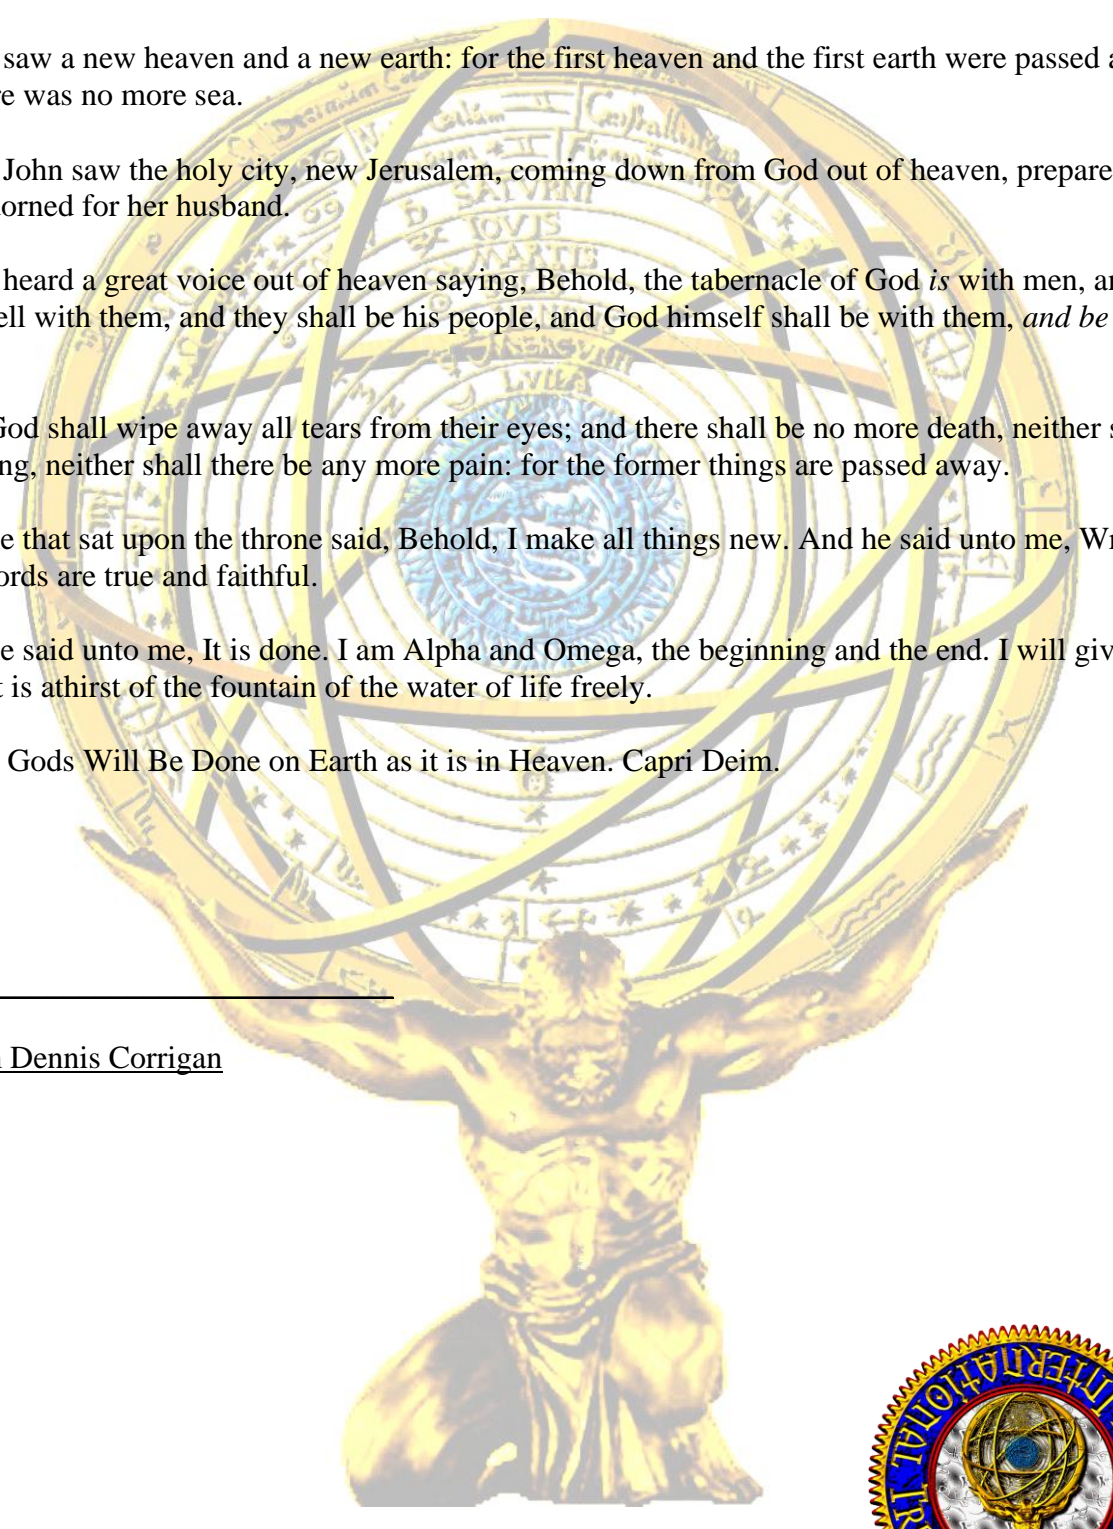 saw a new heaven and a new earth: for the first heaven and the first earth were passed a
re was no more sea.
John saw the holy city, new Jerusalem, coming down from God out of heaven, prepare
orned for her husband.
heard a great voice out of heaven saying, Behold, the tabernacle of God is with men, an
ell with them, and they shall be his people, and God himself shall be with them, and be
God shall wipe away all tears from their eyes; and there shall be no more death, neither s
ng, neither shall there be any more pain: for the former things are passed away.
e that sat upon the throne said, Behold, I make all things new. And he said unto me, Wr
ords are true and faithful.
e said unto me, It is done. I am Alpha and Omega, the beginning and the end. I will giv
t is athirst of the fountain of the water of life freely.
Gods Will Be Done on Earth as it is in Heaven. Capri Deim.
Dennis Corrigan
SATVRNI
IOVIS
MARTIS
LVNA
INTERNATIONAL TR